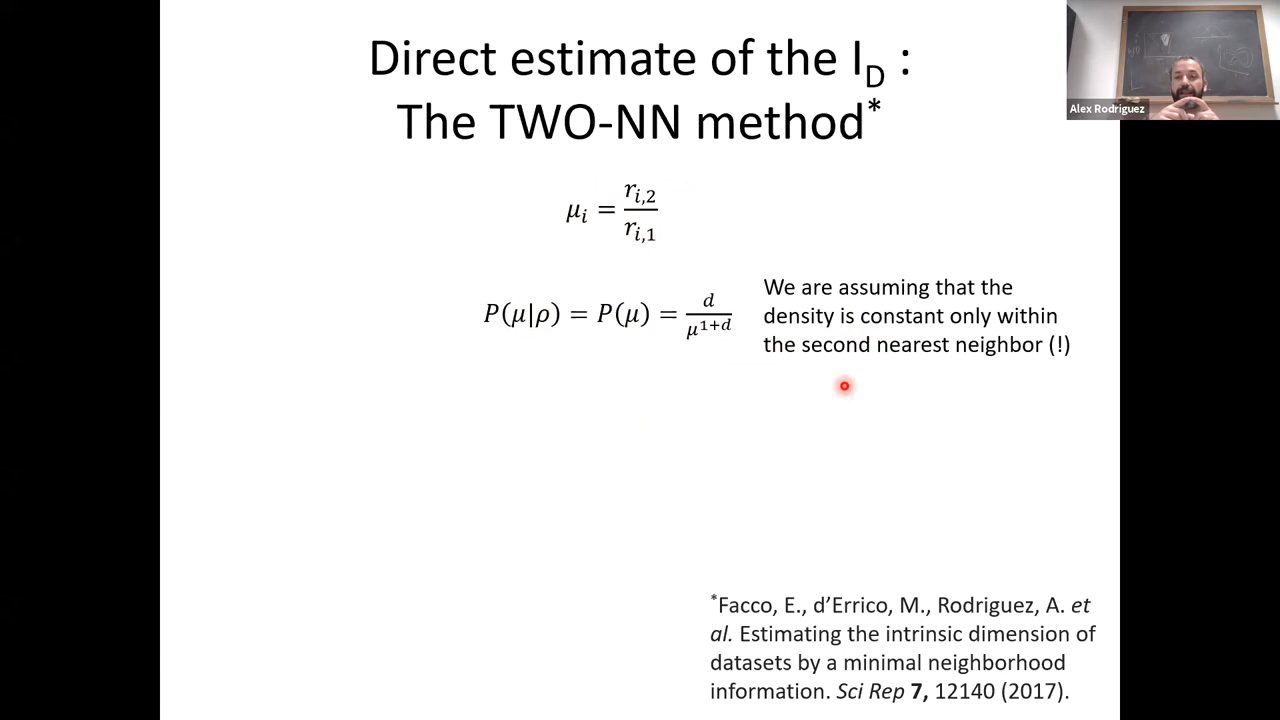 Direct estimate of the I_D :
The TWO-NN method*
Alex Rodriguez
μ_i = r_{i,2} / r_{i,1}
P(μ|ρ) = P(μ) = d / μ^{1+d}
We are assuming that the
density is constant only within
the second nearest neighbor (!)
*Facco, E., d’Errico, M., Rodriguez, A. et
al. Estimating the intrinsic dimension of
datasets by a minimal neighborhood
information. Sci Rep 7, 12140 (2017).